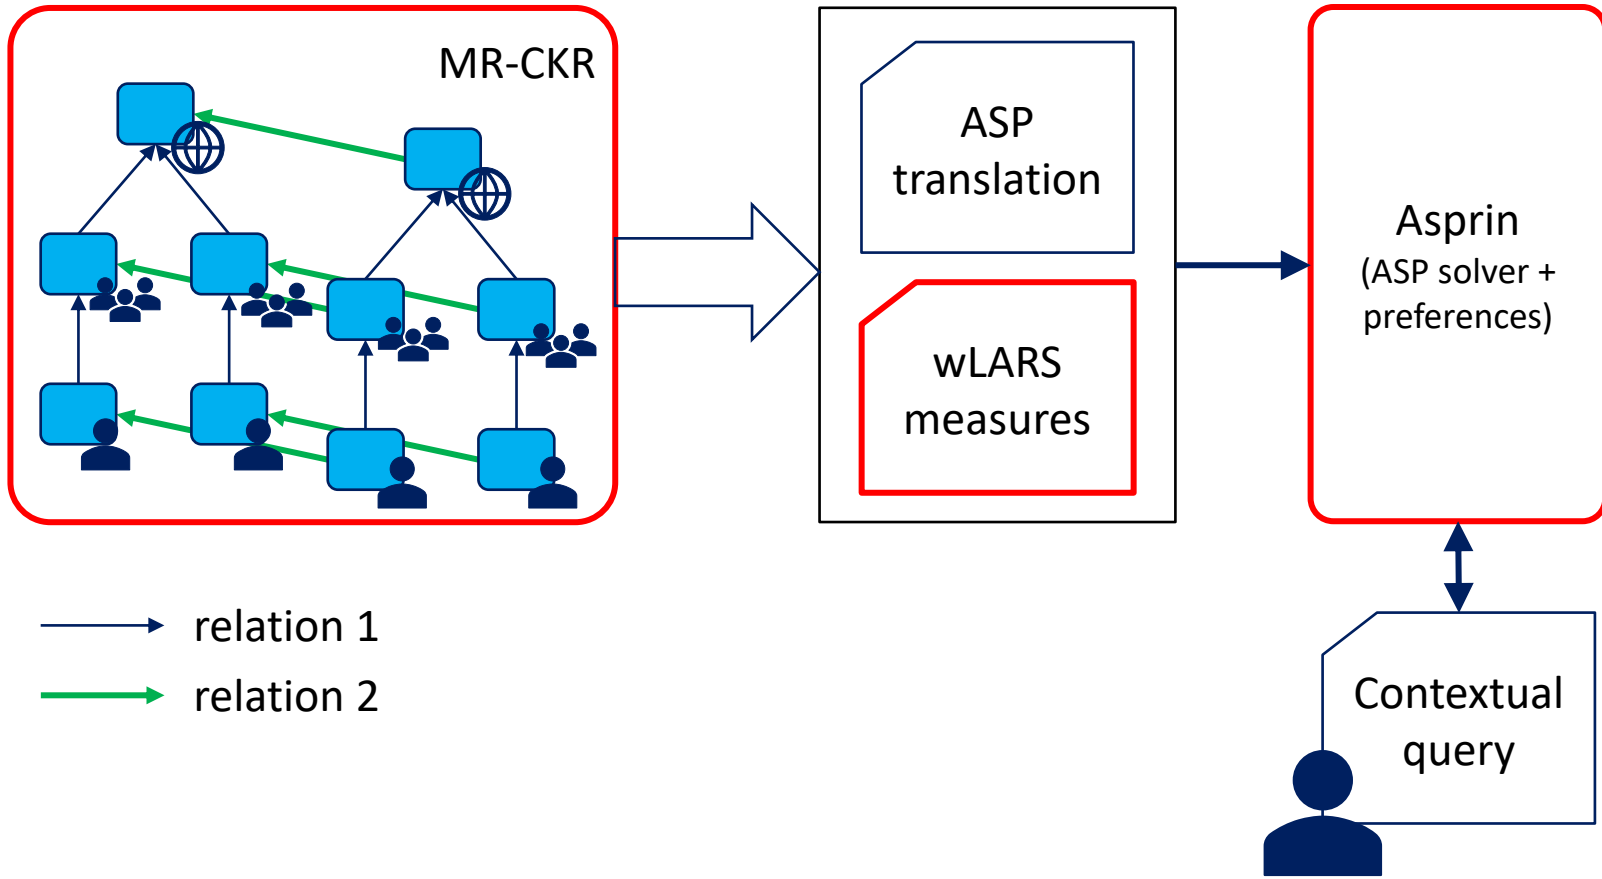 MR-CKR
ASP
translation
wLARS
measures
Asprin
(ASP solver +
preferences)
relation 1
relation 2
Contextual
query